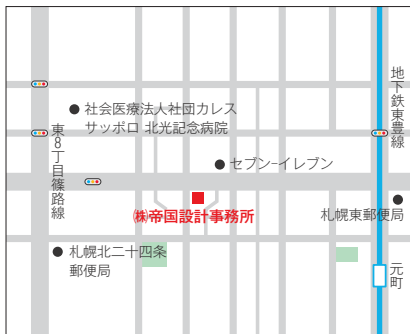 地下鉄東豊線
社会医療法人社団カレス
サッポロ 北光記念病院
東8丁目篠路線
セブン-イレブン
㈱帝国設計事務所
札幌東郵便局
札幌北二十四条
郵便局
元町